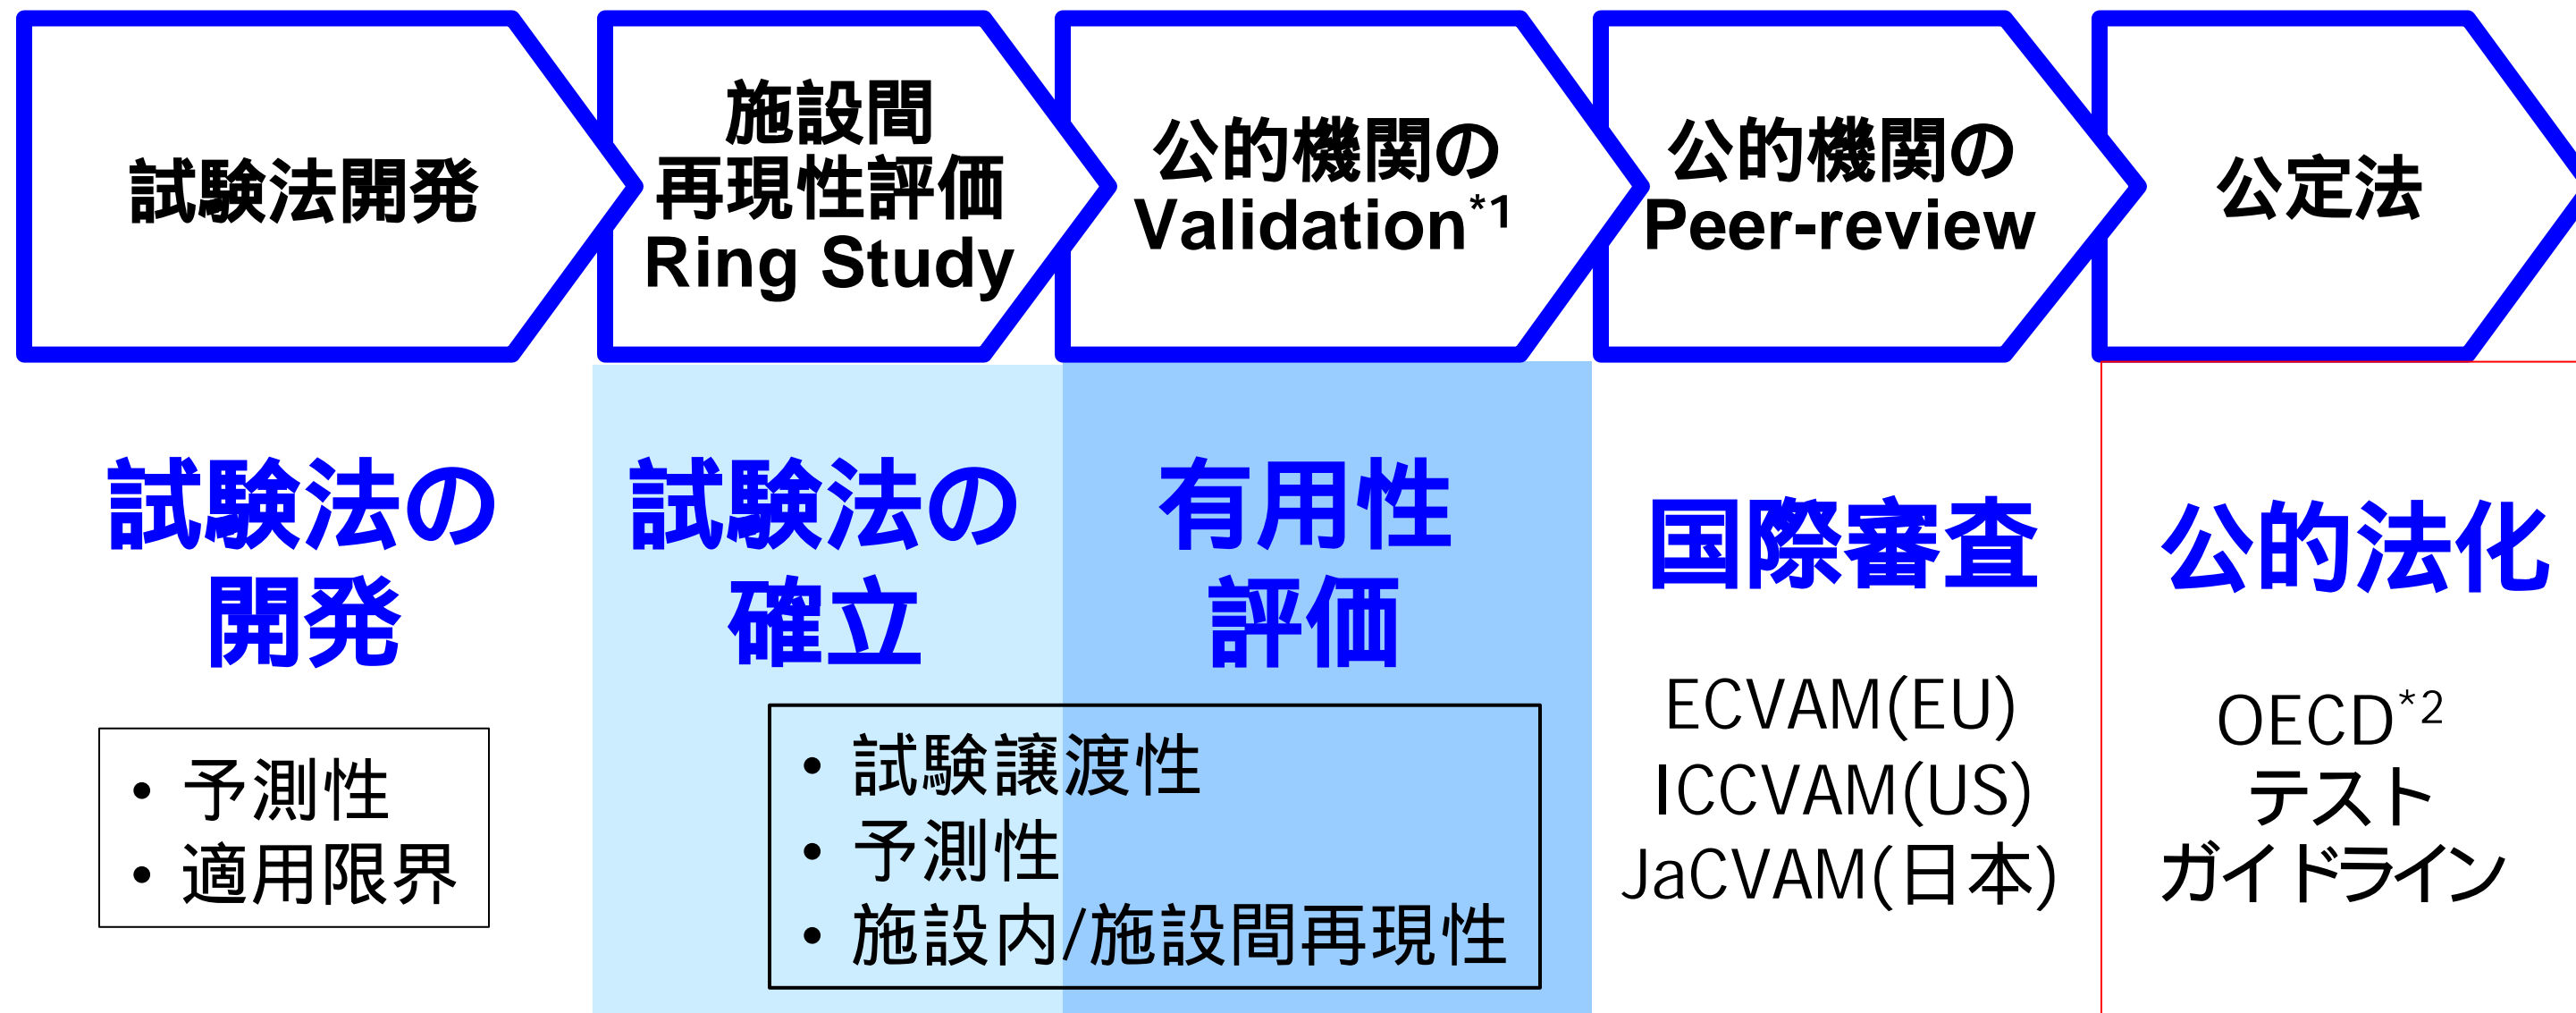 試験法開発
施設間
再現性評価
Ring Study
公的機関の
Validation*1
公的機関の
Peer-review
公定法
試験法の
開発
• 予測性
• 適用限界
試験法の
確立
有用性
評価
• 試験譲渡性
• 予測性
• 施設内/施設間再現性
国際審査
ECVAM(EU)
ICCVAM(US)
JaCVAM(日本)
公的法化
OECD*2
テスト
ガイドライン